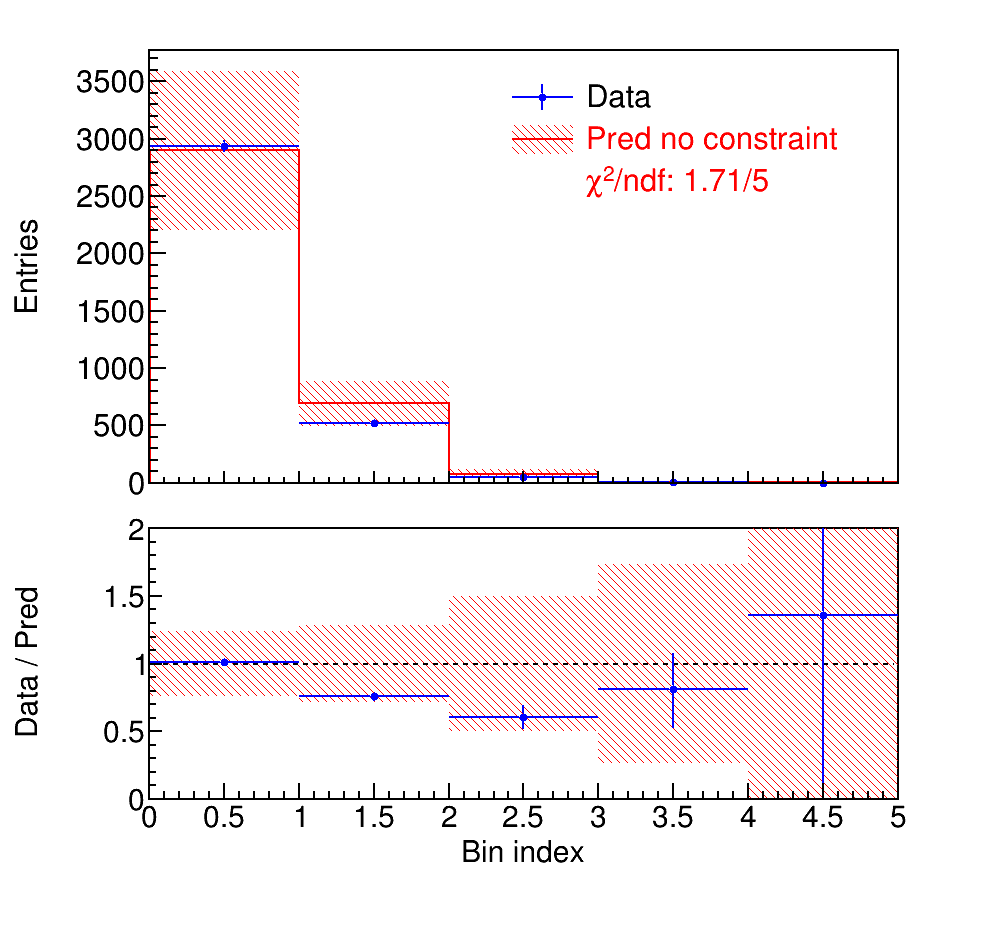 Entries
3500
3000
2500
2000
1500
1000
500
0
Data
Pred no constraint
χ²/ndf: 1.71/5
Data / Pred
2
1.5
1
0.5
0
0 0.5 1 1.5 2 2.5 3 3.5 4 4.5 5
Bin index